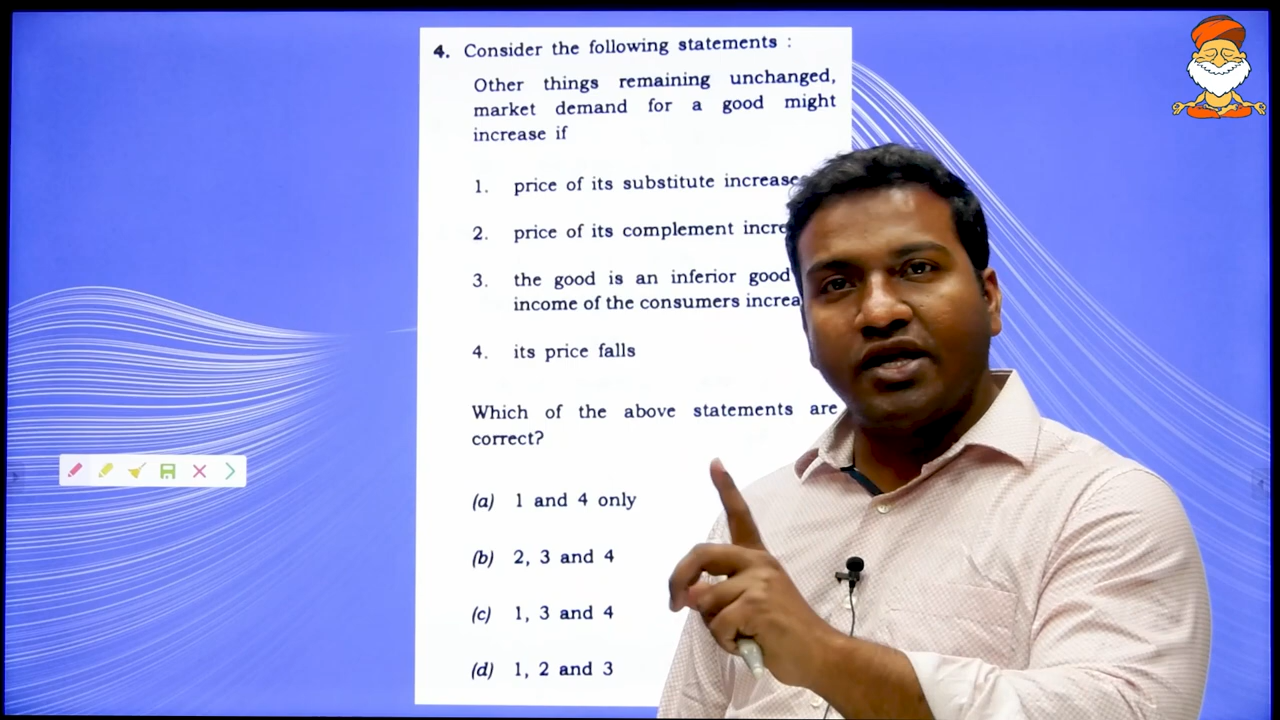 4. Consider the following statements :
Other things remaining unchanged,
market demand for a good might
increase if
1. price of its substitute increase
2. price of its complement incre
3. the good is an inferior good
income of the consumers increa
4. its price falls
Which of the above statements are
correct?
(a) 1 and 4 only
(b) 2, 3 and 4
(c) 1, 3 and 4
(d) 1, 2 and 3